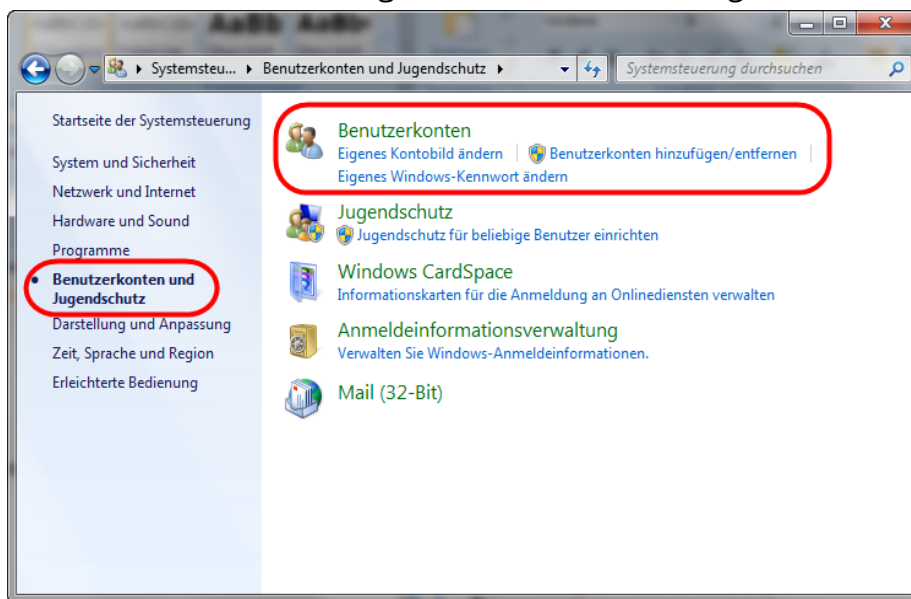 Systemsteu... Benutzerkonten und Jugendschutz
Systemsteuerung durchsuchen
Startseite der Systemsteuerung
System und Sicherheit
Netzwerk und Internet
Hardware und Sound
Programme
Benutzerkonten und
Jugendschutz
Darstellung und Anpassung
Zeit, Sprache und Region
Erleichterte Bedienung
Benutzerkonten
Eigenes Kontobild ändern
Benutzerkonten hinzufügen/entfernen
Eigenes Windows-Kennwort ändern
Jugendschutz
Jugendschutz für beliebige Benutzer einrichten
Windows CardSpace
Informationskarten für die Anmeldung an Onlinediensten verwalten
Anmeldeinformationsverwaltung
Verwalten Sie Windows-Anmeldeinformationen.
Mail (32-Bit)